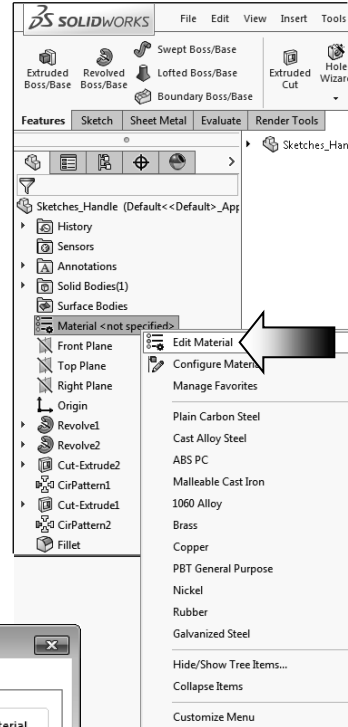 SOLIDWORKS File Edit View Insert Tools
Swept Boss/Base
Extruded Boss/Base Revolved Boss/Base Lofted Boss/Base Extruded Cut Hole
Boundary Boss/Base
Features Sketch Sheet Metal Evaluate Render Tools
Sketches_Handle (Default<<Default>_App
History
Sensors
Annotations
Solid Bodies(1)
Surface Bodies
Material <not specified>
Edit Material
Front Plane
Top Plane
Right Plane
Origin
Revolve1
Revolve2
Cut-Extrude2
CirPattern1
Cut-Extrude1
CirPattern2
Fillet
Configure Material
Manage Favorites
Plain Carbon Steel
Cast Alloy Steel
ABS PC
Malleable Cast Iron
1060 Alloy
Brass
Copper
PBT General Purpose
Nickel
Rubber
Galvanized Steel
Hide/Show Tree Items...
Collapse Items
Customize Menu